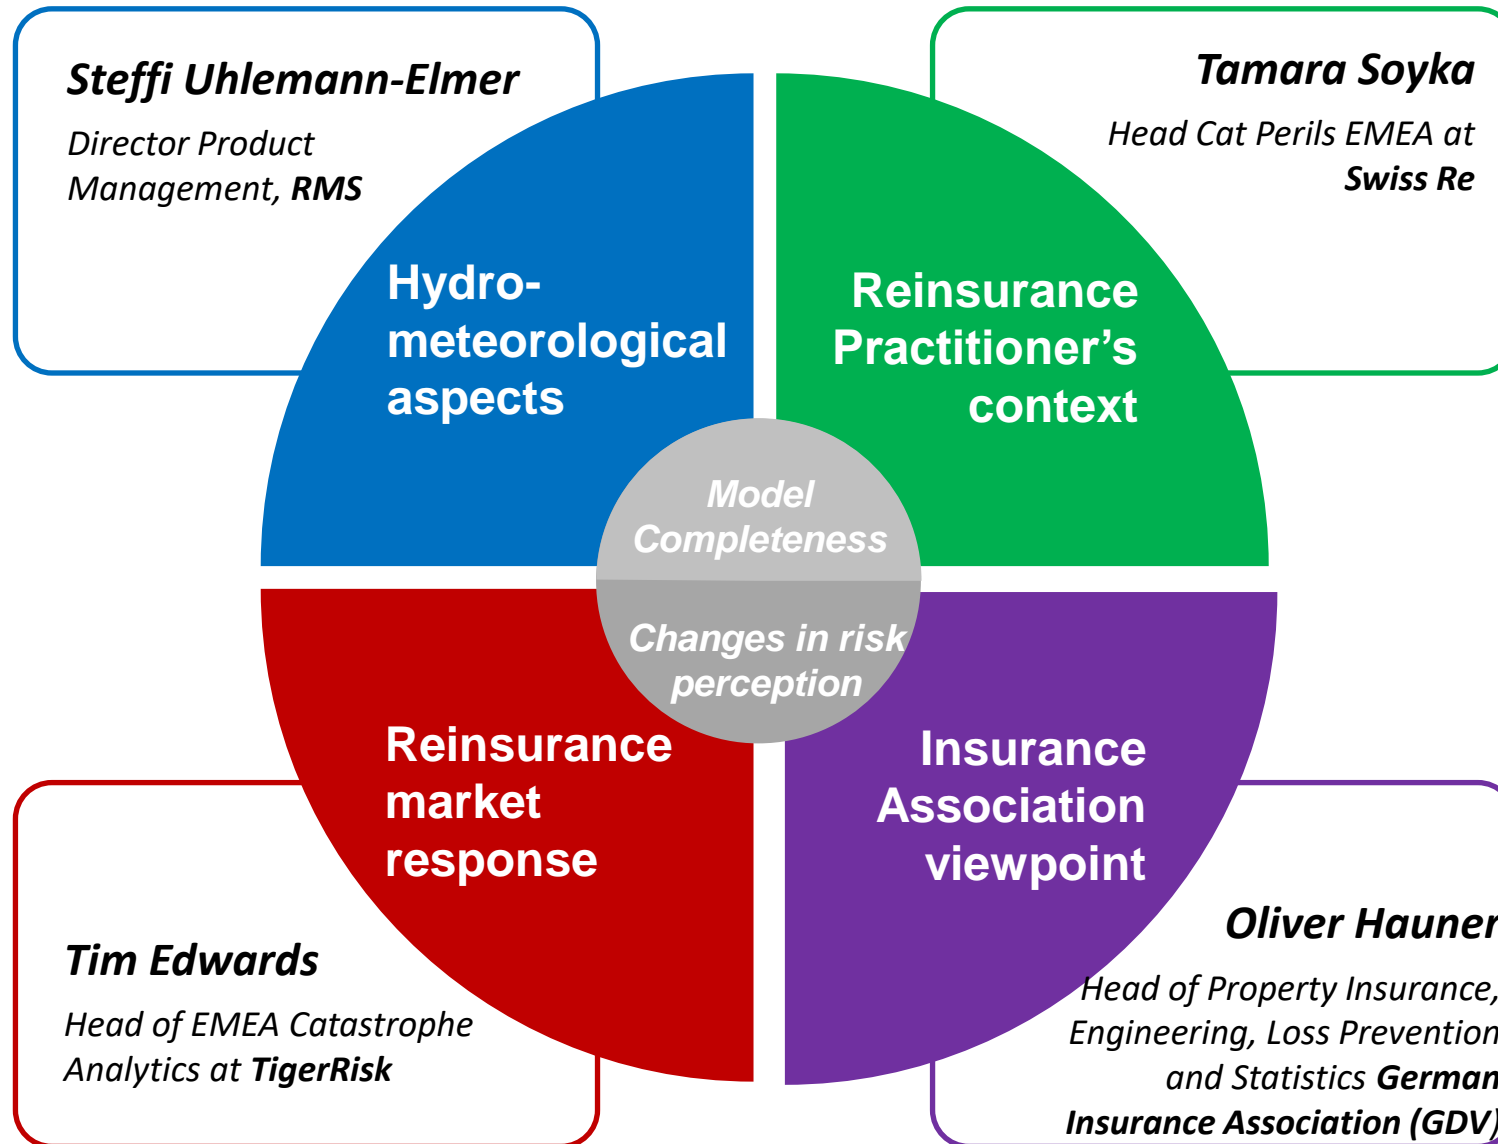 Steffi Uhlemann-Elmer
Director Product
Management, RMS
Tamara Soyka
Head Cat Perils EMEA at
Swiss Re
Hydro-
meteorological
aspects
Reinsurance
Practitioner’s
context
Model
Completeness
Changes in risk
perception
Reinsurance
market
response
Insurance
Association
viewpoint
Tim Edwards
Head of EMEA Catastrophe
Analytics at TigerRisk
Oliver Hauner
Head of Property Insurance,
Engineering, Loss Prevention
and Statistics German
Insurance Association (GDV)